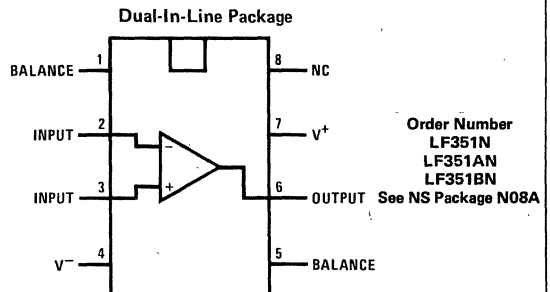 Dual-In-Line Package
BALANCE 1
8 NC
INPUT 2
7 V+
−
INPUT 3
+
6 OUTPUT
V− 4
5 BALANCE
Order Number
LF351N
LF351AN
LF351BN
See NS Package N08A